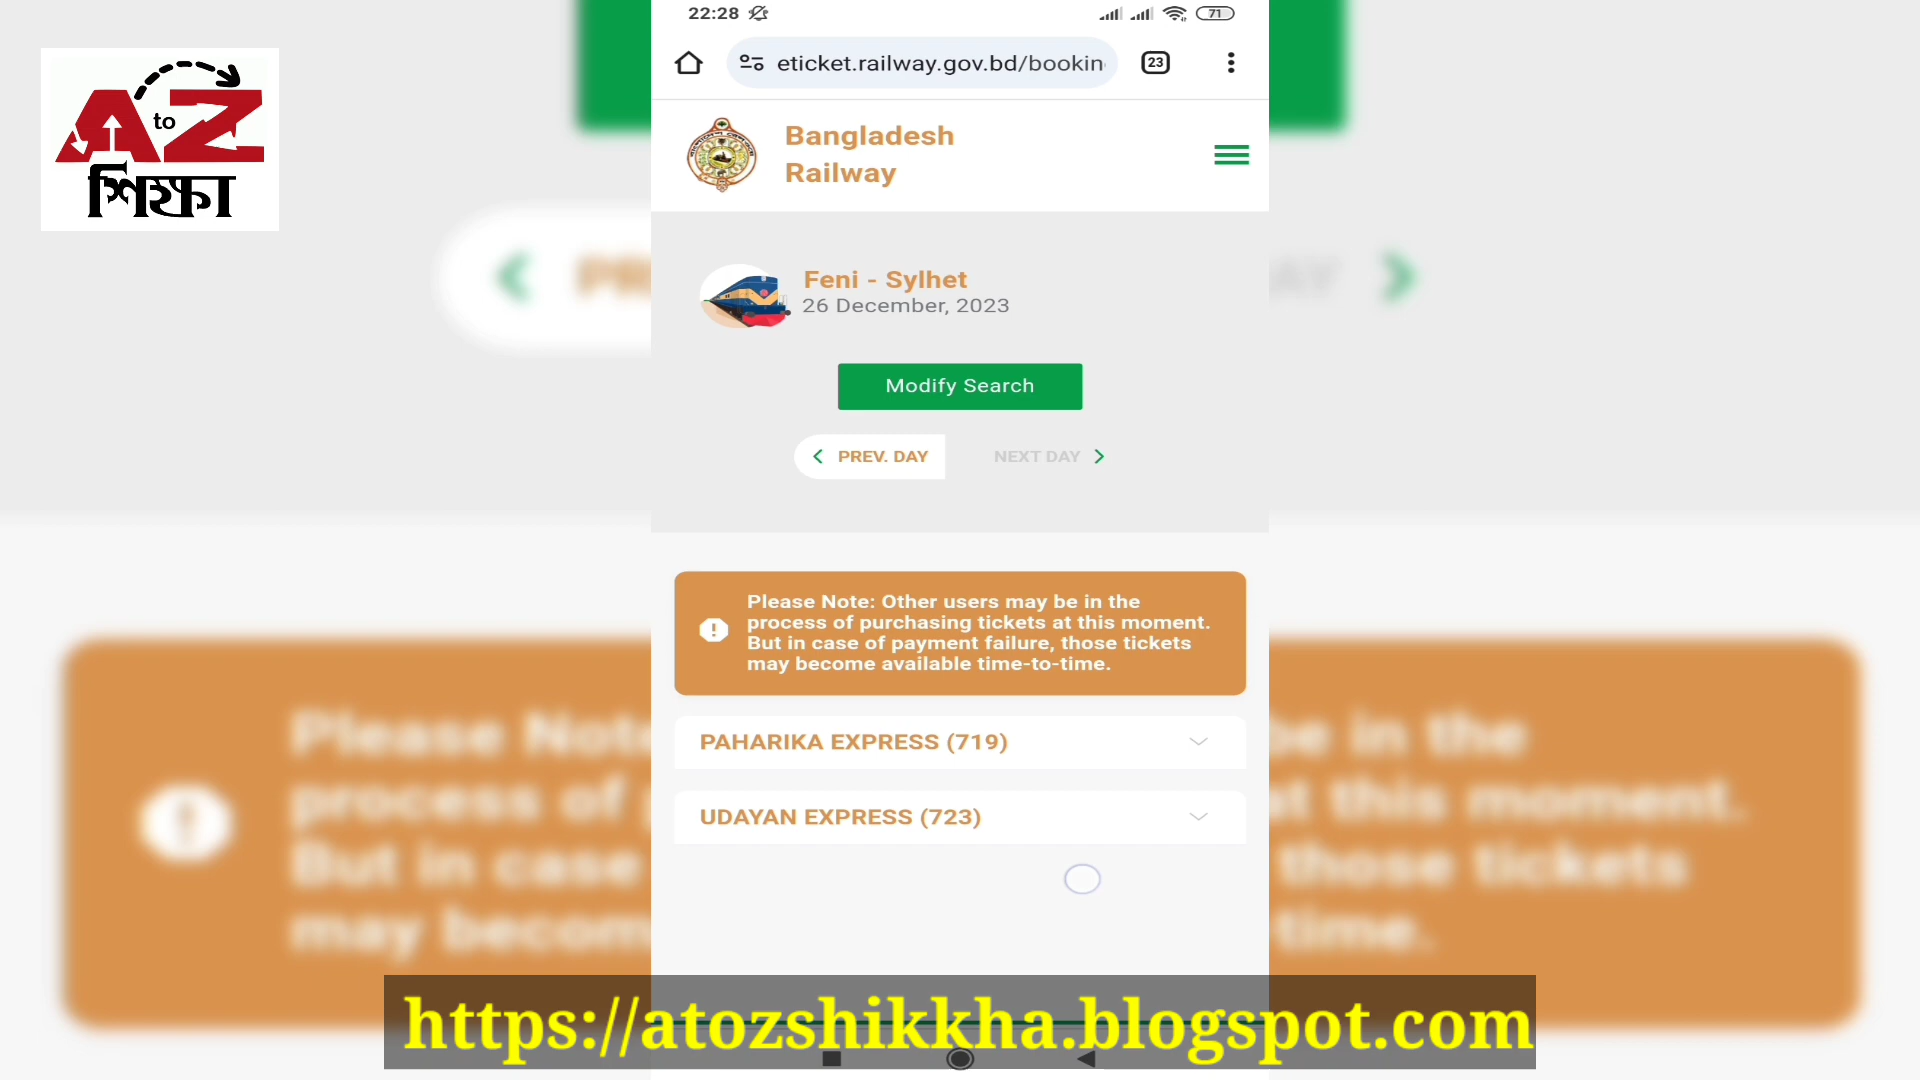 A to Z
শিক্ষা
22:28
71
eticket.railway.gov.bd/bookin
23
Bangladesh
Railway
Feni - Sylhet
26 December, 2023
Modify Search
PREV. DAY
NEXT DAY
Please Note: Other users may be in the
process of purchasing tickets at this moment.
But in case of payment failure, those tickets
may become available time-to-time.
PAHARIKA EXPRESS (719)
UDAYAN EXPRESS (723)
https://atozshikkha.blogspot.com